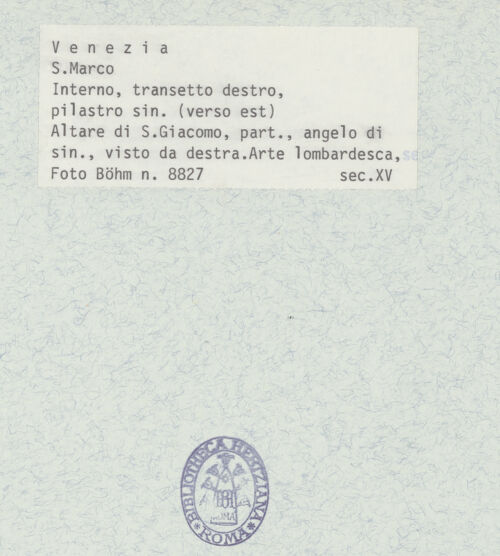 V e n e z i a
S.Marco
Interno, transetto destro,
pilastro sin. (verso est)
Altare di S.Giacomo, part., angelo di
sin., visto da destra.Arte lombardesca,
Foto Böhm n. 8827 sec.XV
BIBLIOTHECA HERTZIANA
* ROMA *